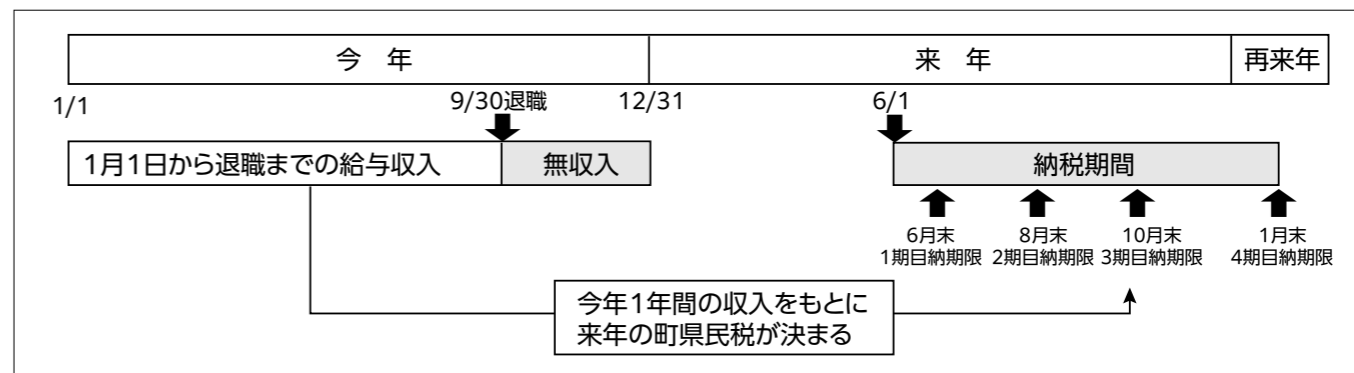 今 年
来 年
再来年
1/1
9/30退職
12/31
6/1
1月1日から退職までの給与収入
無収入
納税期間
6月末
1期目納期限
8月末
2期目納期限
10月末
3期目納期限
1月末
4期目納期限
今年1年間の収入をもとに
来年の町県民税が決まる